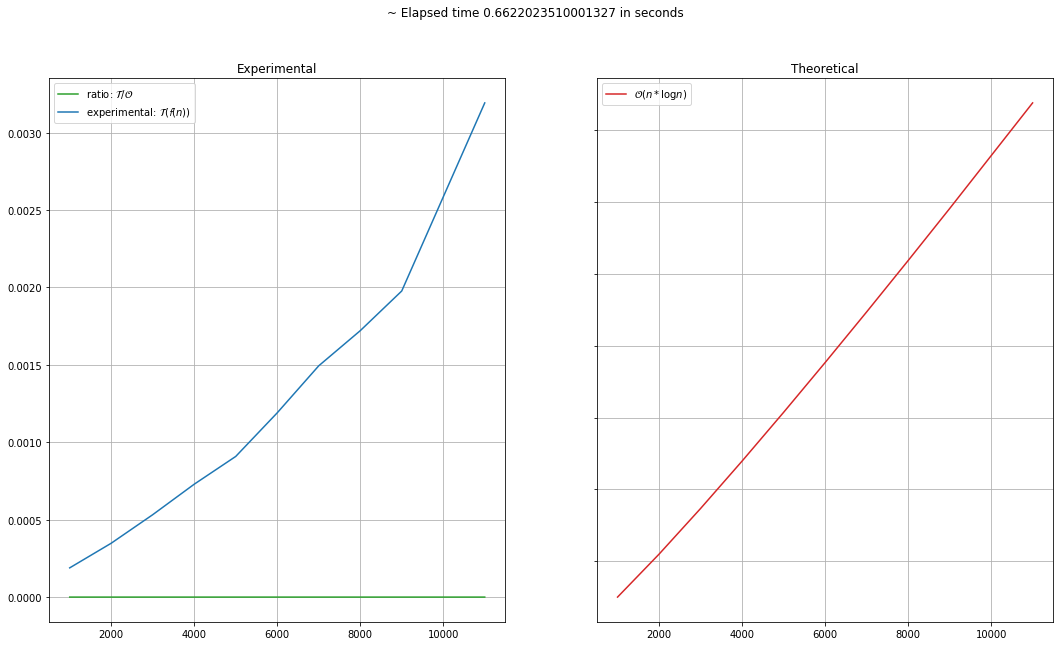 ~ Elapsed time 0.6622023510001327 in seconds
Experimental
ratio: 𝒯/𝒪
experimental: 𝒯(f(n))
0.0030
0.0025
0.0020
0.0015
0.0010
0.0005
0.0000
2000 4000 6000 8000 10000
Theoretical
𝒪(n * logn)
2000 4000 6000 8000 10000